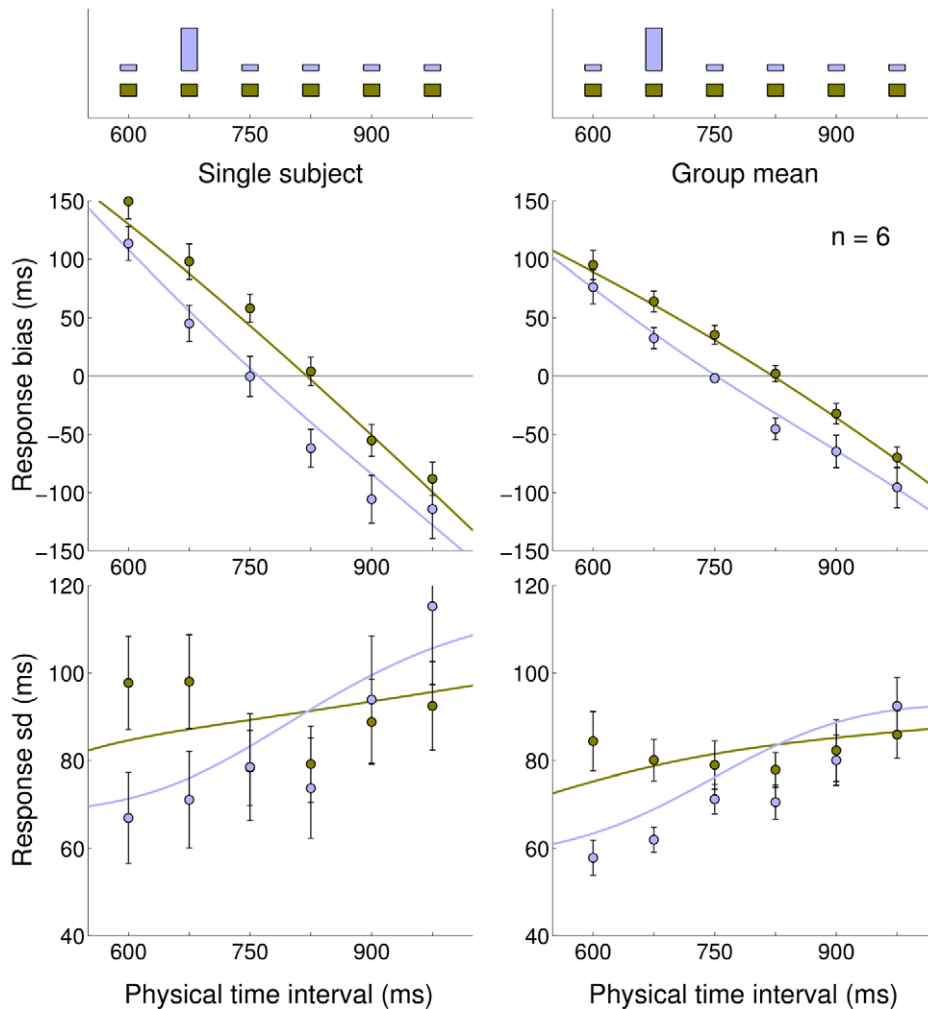 600 750 900
600 750 900
Single subject
Group mean
Response bias (ms)
150
100
50
0
−50
−100
−150
600 750 900
150
100
50
0
−50
−100
−150
600 750 900
n = 6
Response sd (ms)
120
100
80
60
40
600 750 900
120
100
80
60
40
600 750 900
Physical time interval (ms)
Physical time interval (ms)